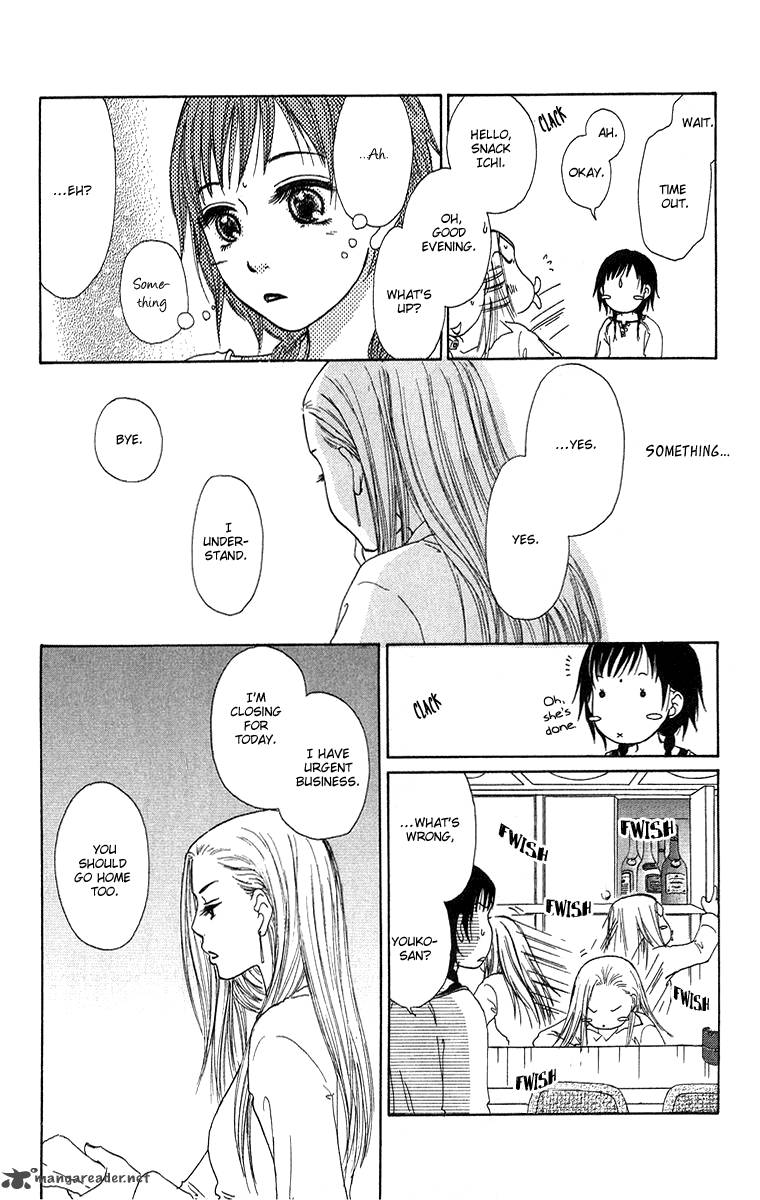 WAIT.
TIME
OUT.
AH.
OKAY.
CLACK
HELLO,
SNACK
ICHI.
OH,
GOOD
EVENING.
WHAT'S
UP?
...Ah.
Some-
thing
...EH?
SOMETHING...
...YES.
YES.
I
UNDER-
STAND.
BYE.
Oh,
she's
done.
CLACK
...WHAT'S
WRONG,
YOUKO-
SAN?
FWISH
FWISH
FWISH
FWISH
FWISH
I'M
CLOSING
FOR
TODAY.
I HAVE
URGENT
BUSINESS.
YOU
SHOULD
GO HOME
TOO.
mangareader.net